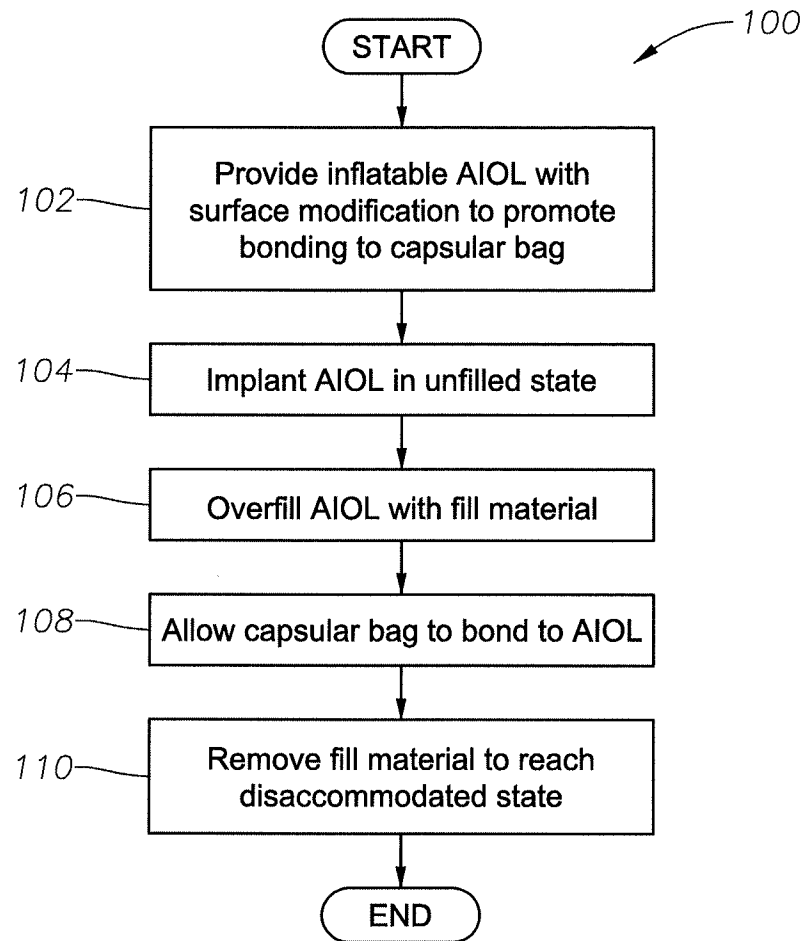 START
100
102
Provide inflatable AIOL with
surface modification to promote
bonding to capsular bag
104
Implant AIOL in unfilled state
106
Overfill AIOL with fill material
108
Allow capsular bag to bond to AIOL
110
Remove fill material to reach
disaccommodated state
END